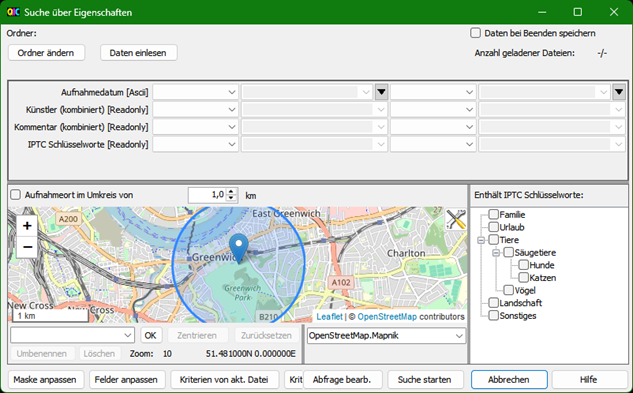 Suche über Eigenschaften
Ordner:
Daten bei Beenden speichern
Ordner ändern
Daten einlesen
Anzahl geladener Dateien: -/-
Aufnahmedatum [Ascii]
Künstler (kombiniert) [Readonly]
Kommentar (kombiniert) [Readonly]
IPTC Schlüsselworte [Readonly]
Aufnahmeort im Umkreis von 1,0 km
Enthält IPTC Schlüsselworte:
Familie
Urlaub
Tiere
Säugetiere
Hunde
Katzen
Vögel
Landschaft
Sonstiges
+
−
A200
East Greenwich
Greenwich
Charlton
A102
Greenwich
Park
New Cross
New Cross
B210
1 km
Leaflet | © OpenStreetMap contributors
OK
Zentrieren
Zurücksetzen
OpenStreetMap.Mapnik
Umbenennen
Löschen
Zoom: 10
51.481000N 0.000000E
Maske anpassen
Felder anpassen
Kriterien von akt. Datei
Krit
Abfrage bearb.
Suche starten
Abbrechen
Hilfe